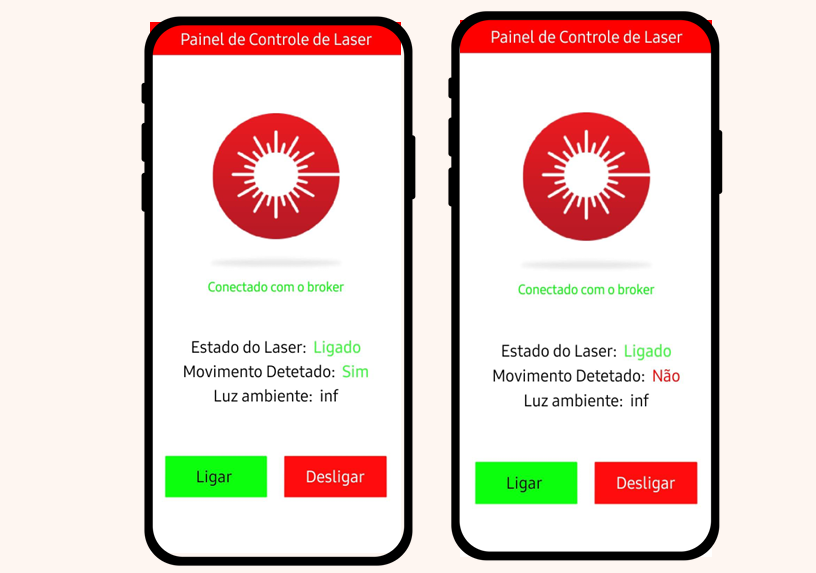 Painel de Controle de Laser
Conectado com o broker
Estado do Laser: Ligado
Movimento Detetado: Sim
Luz ambiente: inf
Ligar
Desligar
Painel de Controle de Laser
Conectado com o broker
Estado do Laser: Ligado
Movimento Detetado: Não
Luz ambiente: inf
Ligar
Desligar